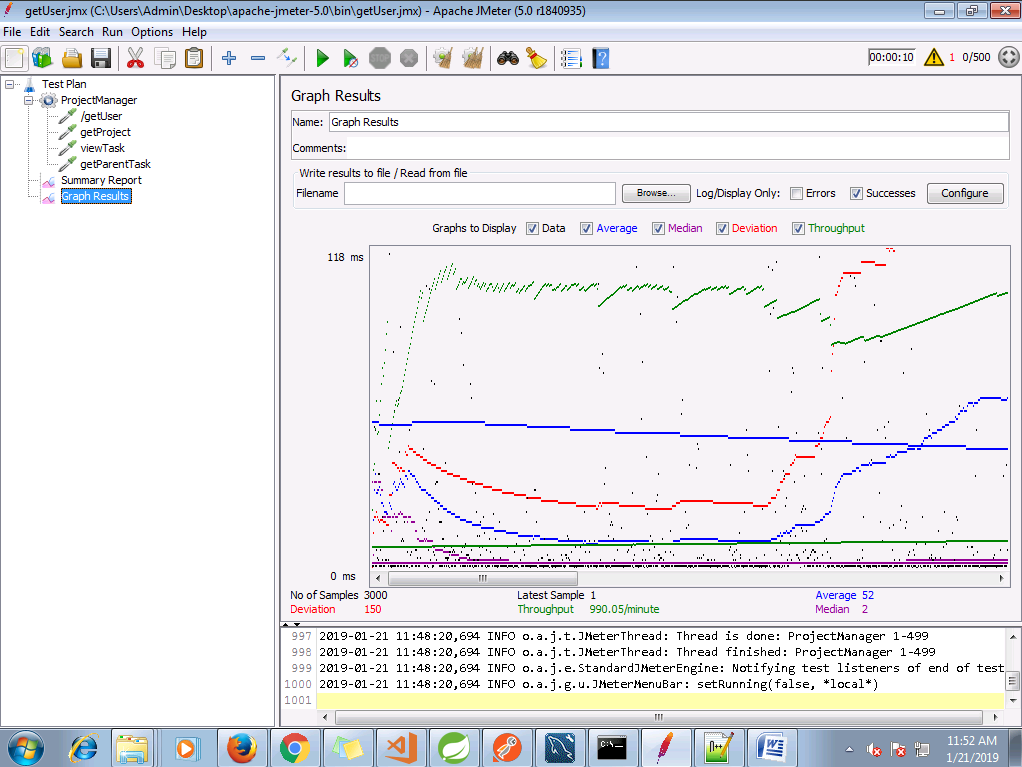 getUser.jmx (C:\Users\Admin\Desktop\apache-jmeter-5.0\bin\getUser.jmx) - Apache JMeter (5.0 r1840935)
File Edit Search Run Options Help
STOP 00:00:10 1 0/500
Test Plan
ProjectManager
/getUser
getProject
viewTask
getParentTask
Summary Report
Graph Results
Graph Results
Name: Graph Results
Comments:
Write results to file / Read from file
Filename Browse... Log/Display Only: Errors Successes Configure
Graphs to Display Data Average Median Deviation Throughput
118 ms
0 ms
No of Samples 3000 Latest Sample 1 Average 52
Deviation 150 Throughput 990.05/minute Median 2
997 2019-01-21 11:48:20,694 INFO o.a.j.t.JMeterThread: Thread is done: ProjectManager 1-499
998 2019-01-21 11:48:20,694 INFO o.a.j.t.JMeterThread: Thread finished: ProjectManager 1-499
999 2019-01-21 11:48:20,694 INFO o.a.j.e.StandardJMeterEngine: Notifying test listeners of end of test
1000 2019-01-21 11:48:20,694 INFO o.a.j.g.u.JMeterMenuBar: setRunning(false, *local*)
1001
11:52 AM
1/21/2019